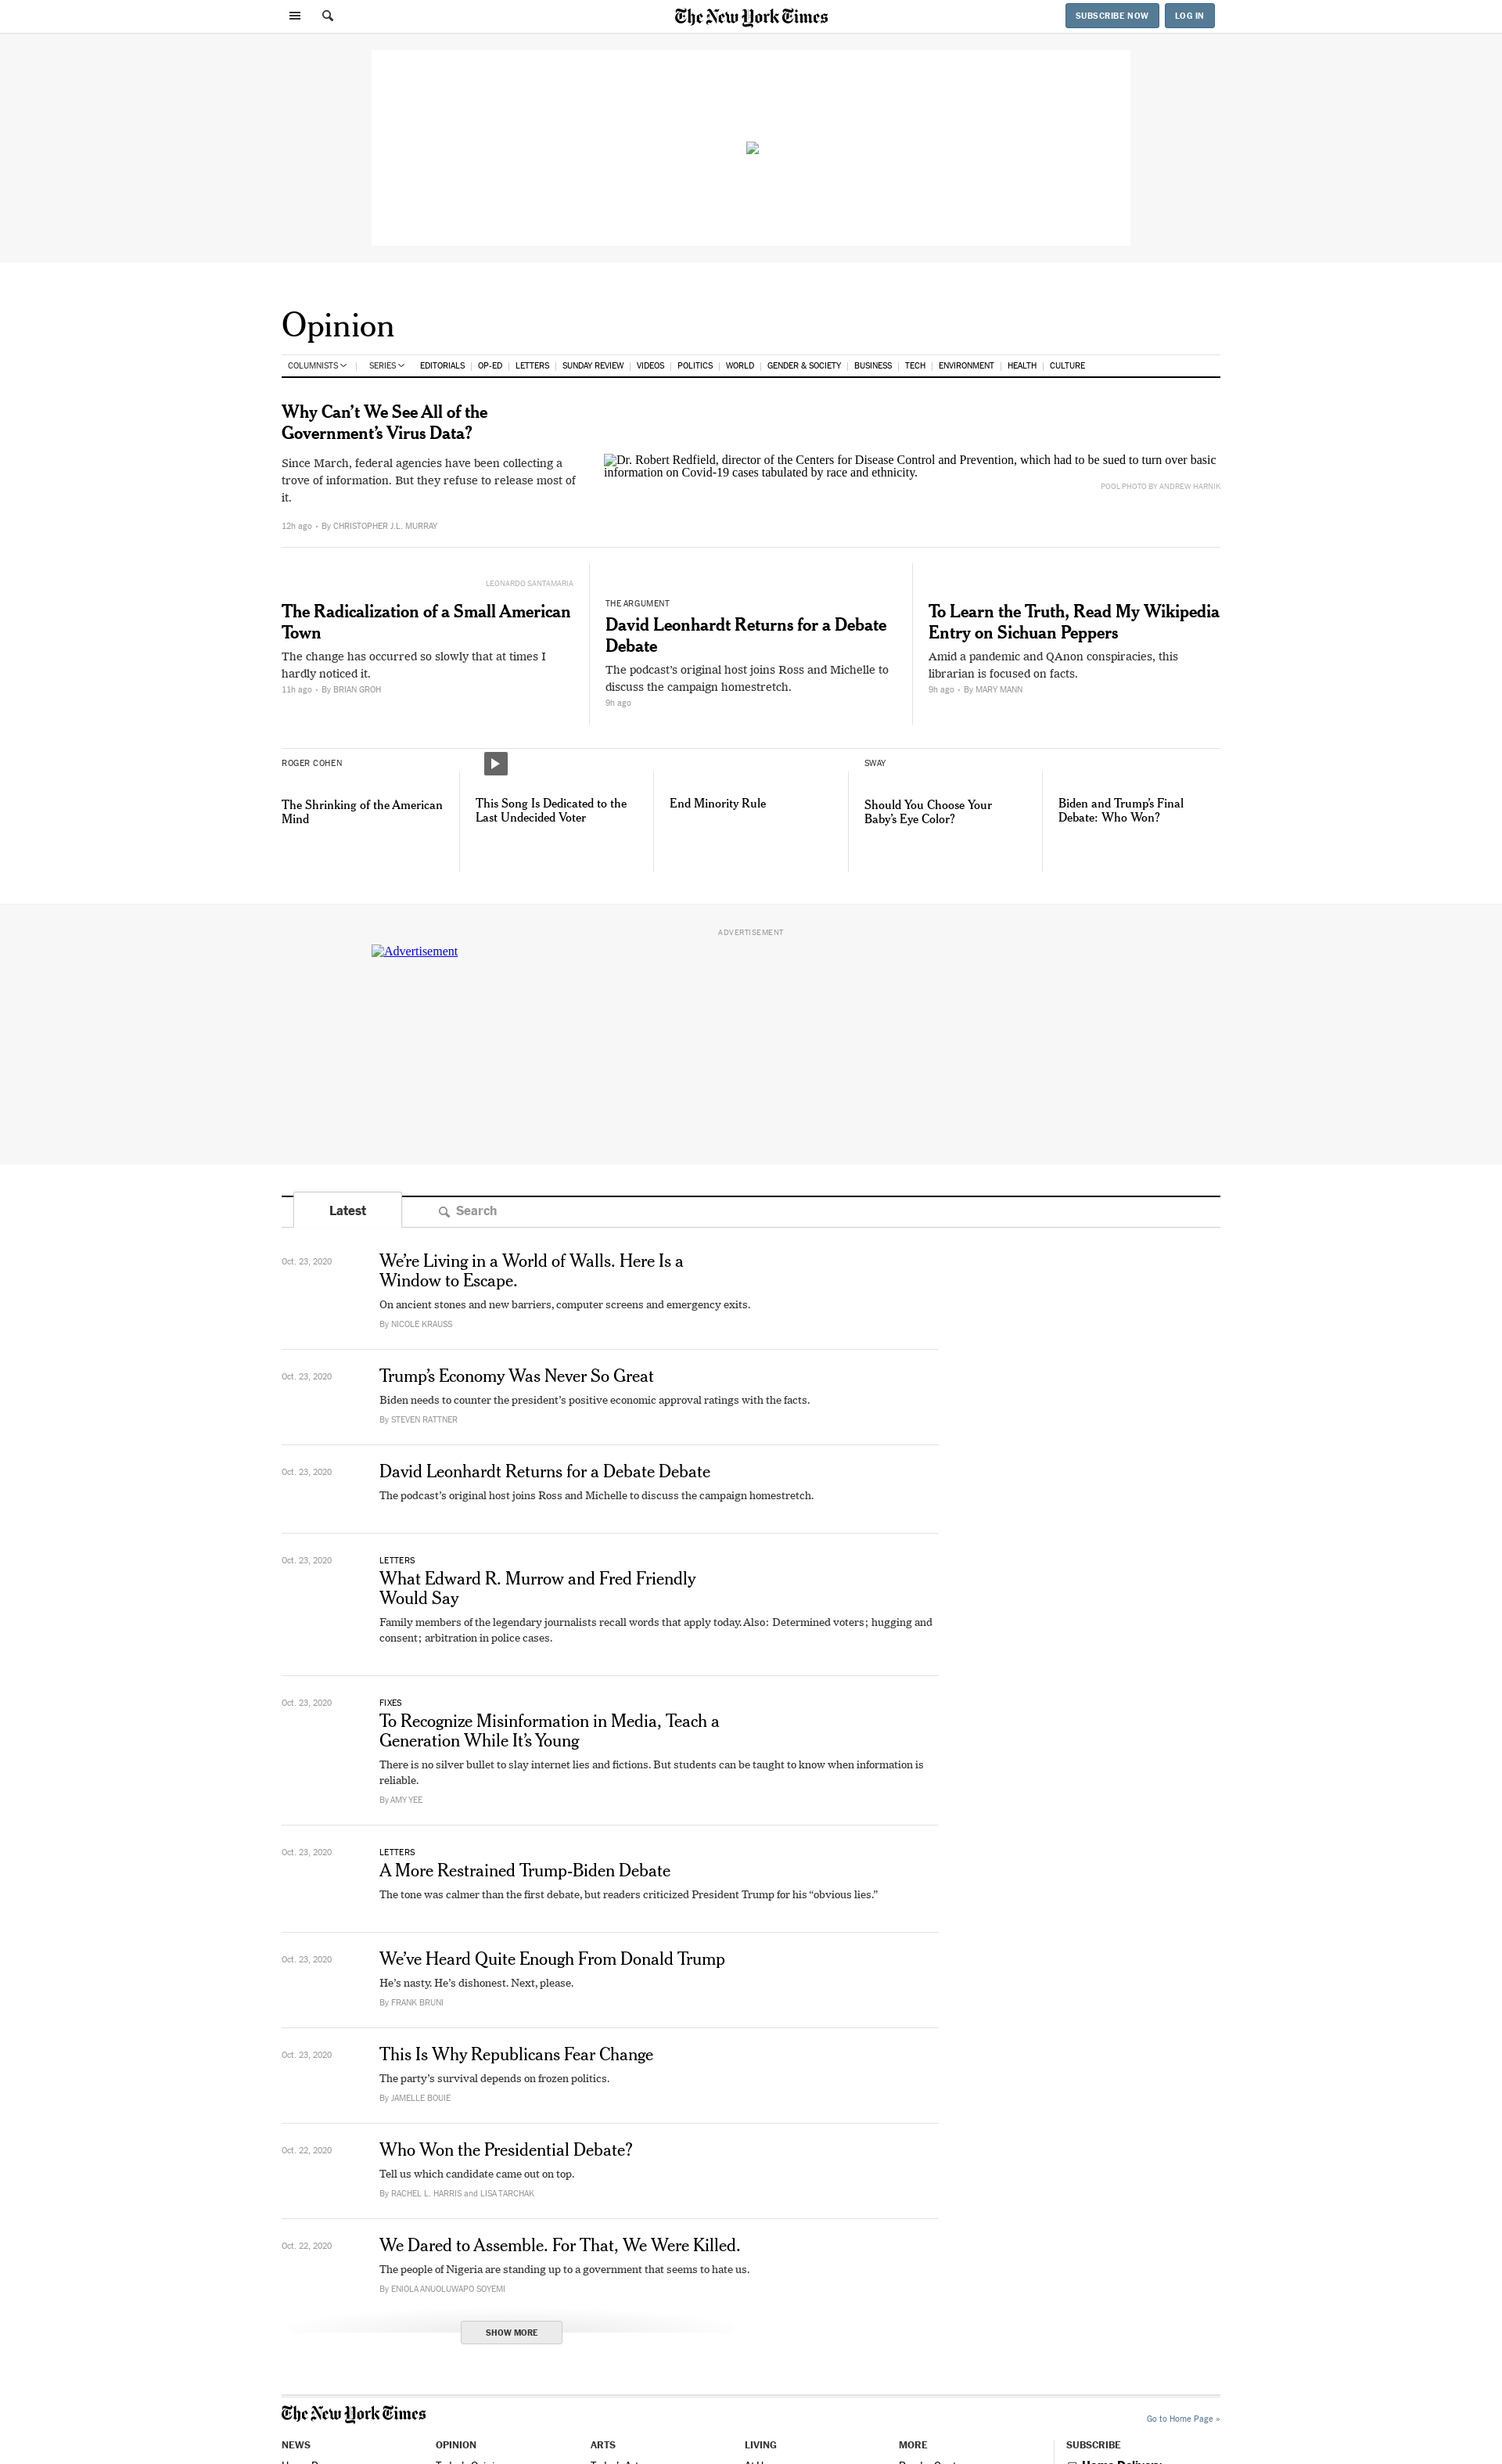 The New York Times
SUBSCRIBE NOW
LOG IN
Opinion
COLUMNISTS | SERIES EDITORIALS | OP-ED | LETTERS | SUNDAY REVIEW | VIDEOS | POLITICS | WORLD | GENDER & SOCIETY | BUSINESS | TECH | ENVIRONMENT | HEALTH | CULTURE
Why Can’t We See All of the
Government’s Virus Data?
Since March, federal agencies have been collecting a
trove of information. But they refuse to release most of
it.
12h ago • By CHRISTOPHER J.L. MURRAY
Dr. Robert Redfield, director of the Centers for Disease Control and Prevention, which had to be sued to turn over basic
information on Covid-19 cases tabulated by race and ethnicity.
POOL PHOTO BY ANDREW HARNIK
LEONARDO SANTAMARIA
The Radicalization of a Small American
Town
The change has occurred so slowly that at times I
hardly noticed it.
11h ago • By BRIAN GROH
THE ARGUMENT
David Leonhardt Returns for a Debate
Debate
The podcast’s original host joins Ross and Michelle to
discuss the campaign homestretch.
9h ago
To Learn the Truth, Read My Wikipedia
Entry on Sichuan Peppers
Amid a pandemic and QAnon conspiracies, this
librarian is focused on facts.
9h ago • By MARY MANN
ROGER COHEN
The Shrinking of the American
Mind
This Song Is Dedicated to the
Last Undecided Voter
End Minority Rule
SWAY
Should You Choose Your
Baby’s Eye Color?
Biden and Trump’s Final
Debate: Who Won?
ADVERTISEMENT
Advertisement
Latest
Search
Oct. 23, 2020
We’re Living in a World of Walls. Here Is a
Window to Escape.
On ancient stones and new barriers, computer screens and emergency exits.
By NICOLE KRAUSS
Oct. 23, 2020
Trump’s Economy Was Never So Great
Biden needs to counter the president’s positive economic approval ratings with the facts.
By STEVEN RATTNER
Oct. 23, 2020
David Leonhardt Returns for a Debate Debate
The podcast’s original host joins Ross and Michelle to discuss the campaign homestretch.
Oct. 23, 2020
LETTERS
What Edward R. Murrow and Fred Friendly
Would Say
Family members of the legendary journalists recall words that apply today. Also: Determined voters; hugging and
consent; arbitration in police cases.
Oct. 23, 2020
FIXES
To Recognize Misinformation in Media, Teach a
Generation While It’s Young
There is no silver bullet to slay internet lies and fictions. But students can be taught to know when information is
reliable.
By AMY YEE
Oct. 23, 2020
LETTERS
A More Restrained Trump-Biden Debate
The tone was calmer than the first debate, but readers criticized President Trump for his “obvious lies.”
Oct. 23, 2020
We’ve Heard Quite Enough From Donald Trump
He’s nasty. He’s dishonest. Next, please.
By FRANK BRUNI
Oct. 23, 2020
This Is Why Republicans Fear Change
The party’s survival depends on frozen politics.
By JAMELLE BOUIE
Oct. 22, 2020
Who Won the Presidential Debate?
Tell us which candidate came out on top.
By RACHEL L. HARRIS and LISA TARCHAK
Oct. 22, 2020
We Dared to Assemble. For That, We Were Killed.
The people of Nigeria are standing up to a government that seems to hate us.
By ENIOLA ANUOLUWAPO SOYEMI
SHOW MORE
The New York Times
Go to Home Page »
NEWS
OPINION
ARTS
LIVING
MORE
SUBSCRIBE